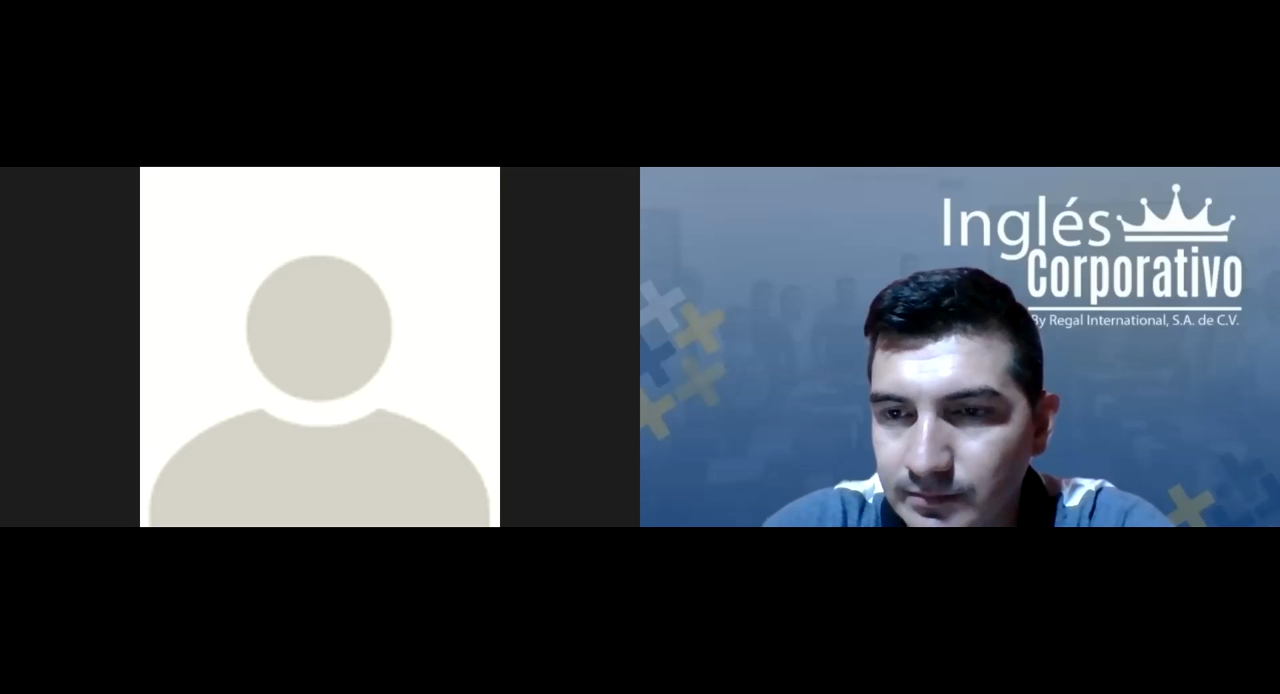 Inglés
Corporativo
By Regal International, S.A. de C.V.